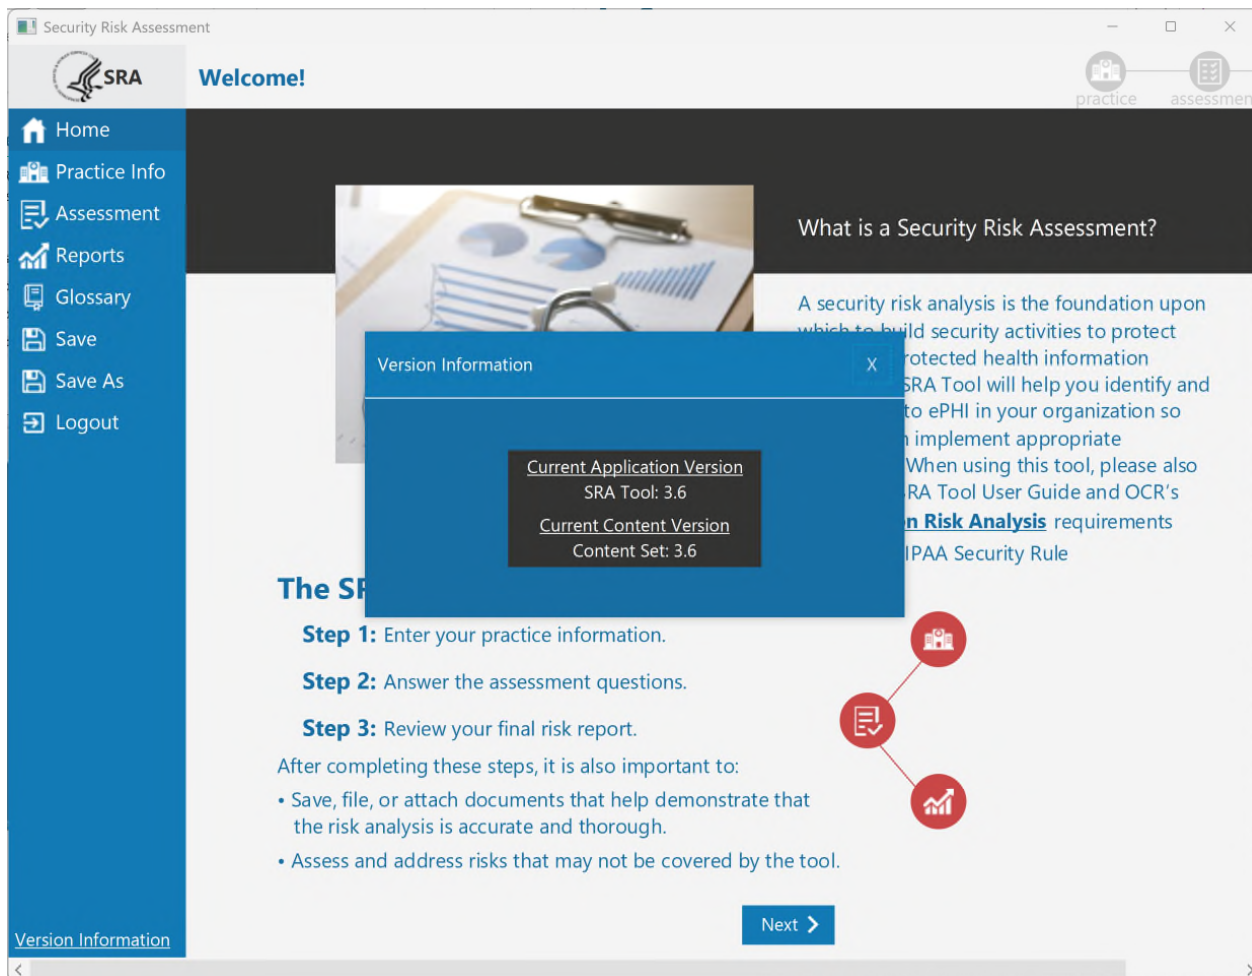 Security Risk Assessment
SRA
Welcome!
practice
assessmen
Home
Practice Info
Assessment
Reports
Glossary
Save
Save As
Logout
Version Information
What is a Security Risk Assessment?
A security risk analysis is the foundation upon
which to build security activities to protect
rotected health information
SRA Tool will help you identify and
to ePHI in your organization so
implement appropriate
When using this tool, please also
RA Tool User Guide and OCR's
on Risk Analysis requirements
IPAA Security Rule
Version Information
X
Current Application Version
SRA Tool: 3.6
Current Content Version
Content Set: 3.6
The SR
Step 1: Enter your practice information.
Step 2: Answer the assessment questions.
Step 3: Review your final risk report.
After completing these steps, it is also important to:
• Save, file, or attach documents that help demonstrate that
the risk analysis is accurate and thorough.
• Assess and address risks that may not be covered by the tool.
Next